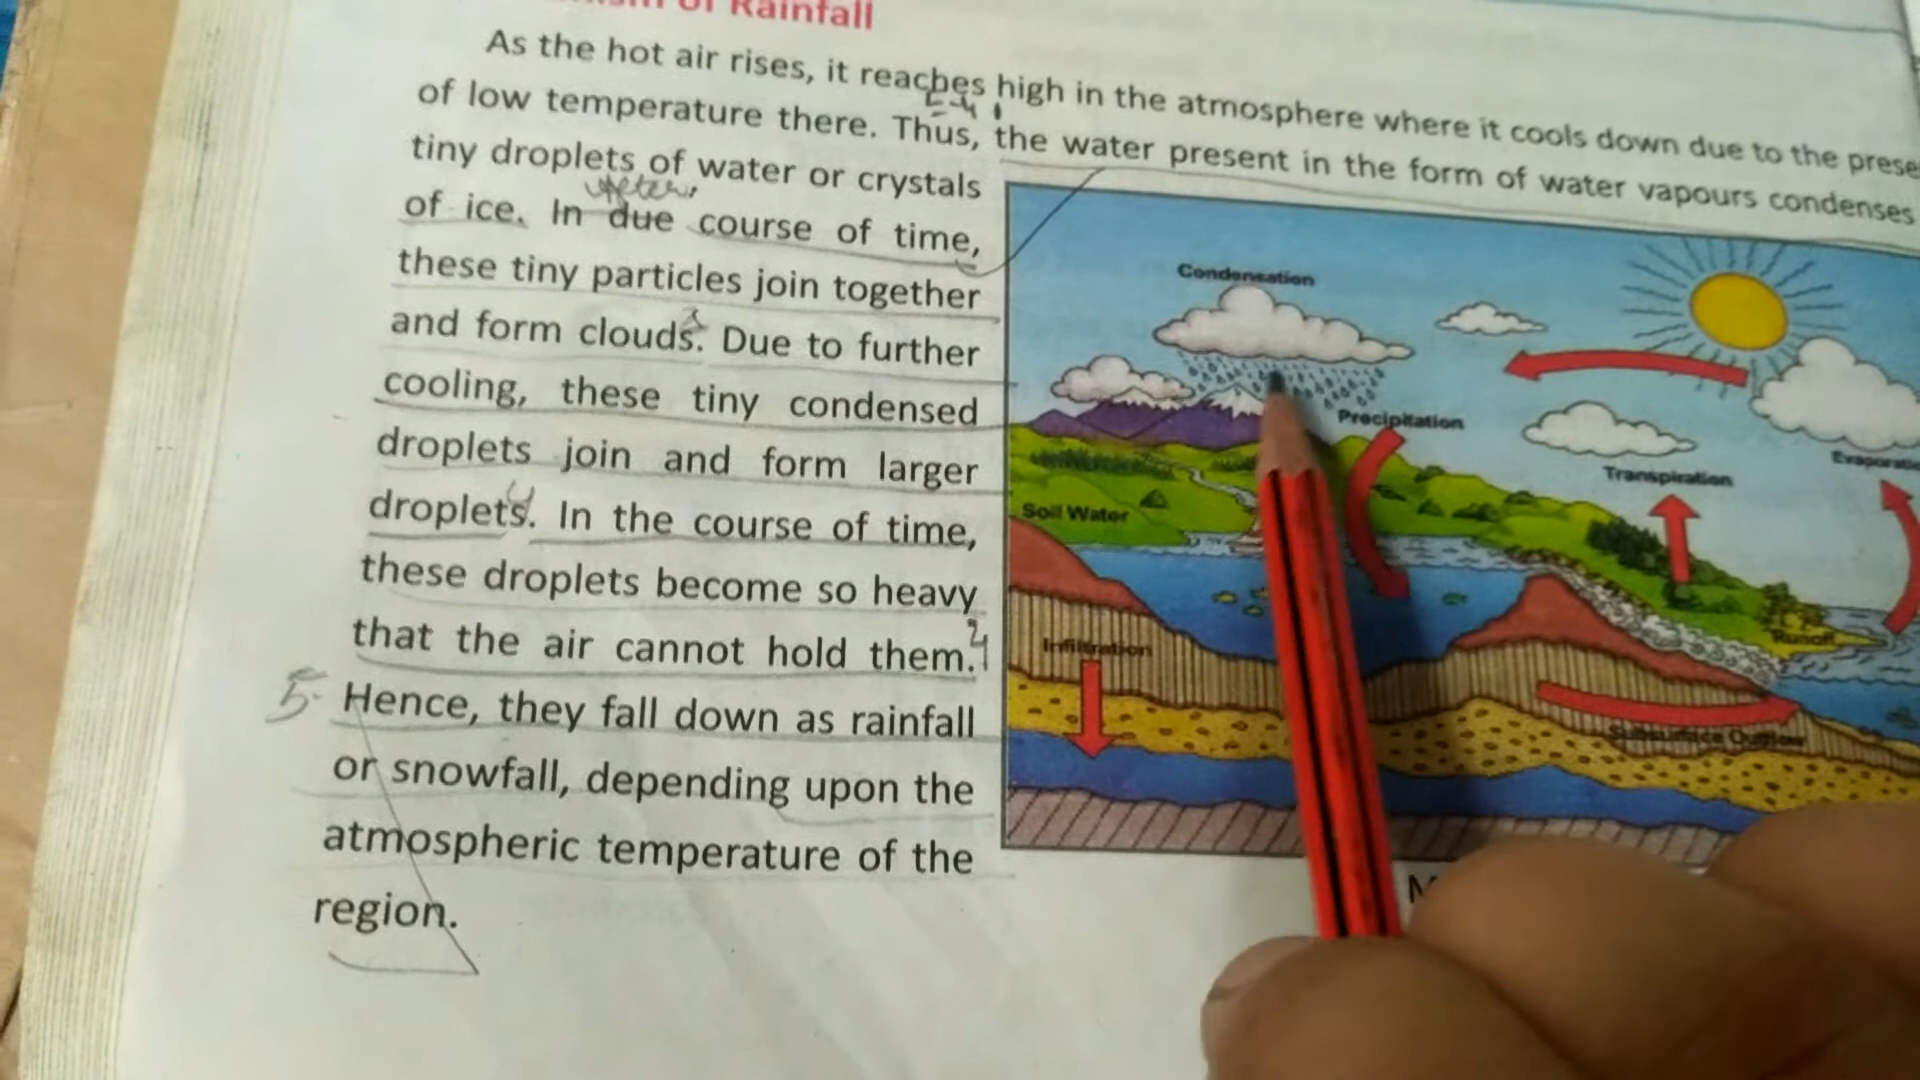 of Rainfall
As the hot air rises, it reaches high in the atmosphere where it cools down due to the
of low temperature there. Thus, the water present in the form of water vapours condenses
tiny droplets of water or crystals
of ice. In due course of time,
these tiny particles join together
and form clouds. Due to further
cooling, these tiny condensed
droplets join and form larger
droplets. In the course of time,
these droplets become so heavy
that the air cannot hold them.
5. Hence, they fall down as rainfall
or snowfall, depending upon the
atmospheric temperature of the
region.
Condensation
Precipitation
Transpiration
Soil Water
Runoff
Infiltration
Subsurface Outflow